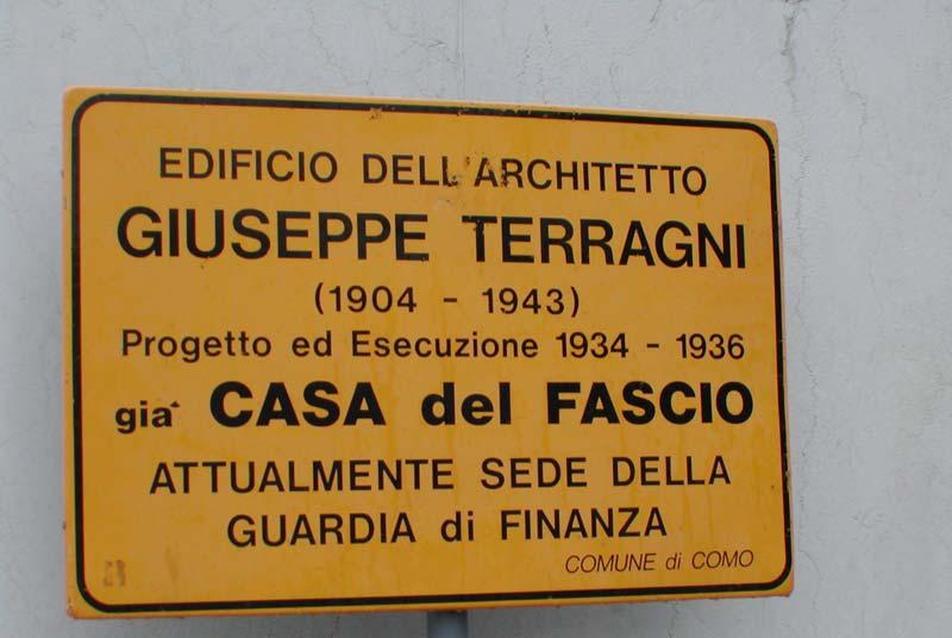 EDIFICIO DELL'ARCHITETTO
GIUSEPPE TERRAGNI
(1904 - 1943)
Progetto ed Esecuzione 1934 - 1936
già CASA del FASCIO
ATTUALMENTE SEDE DELLA
GUARDIA di FINANZA
COMUNE di COMO